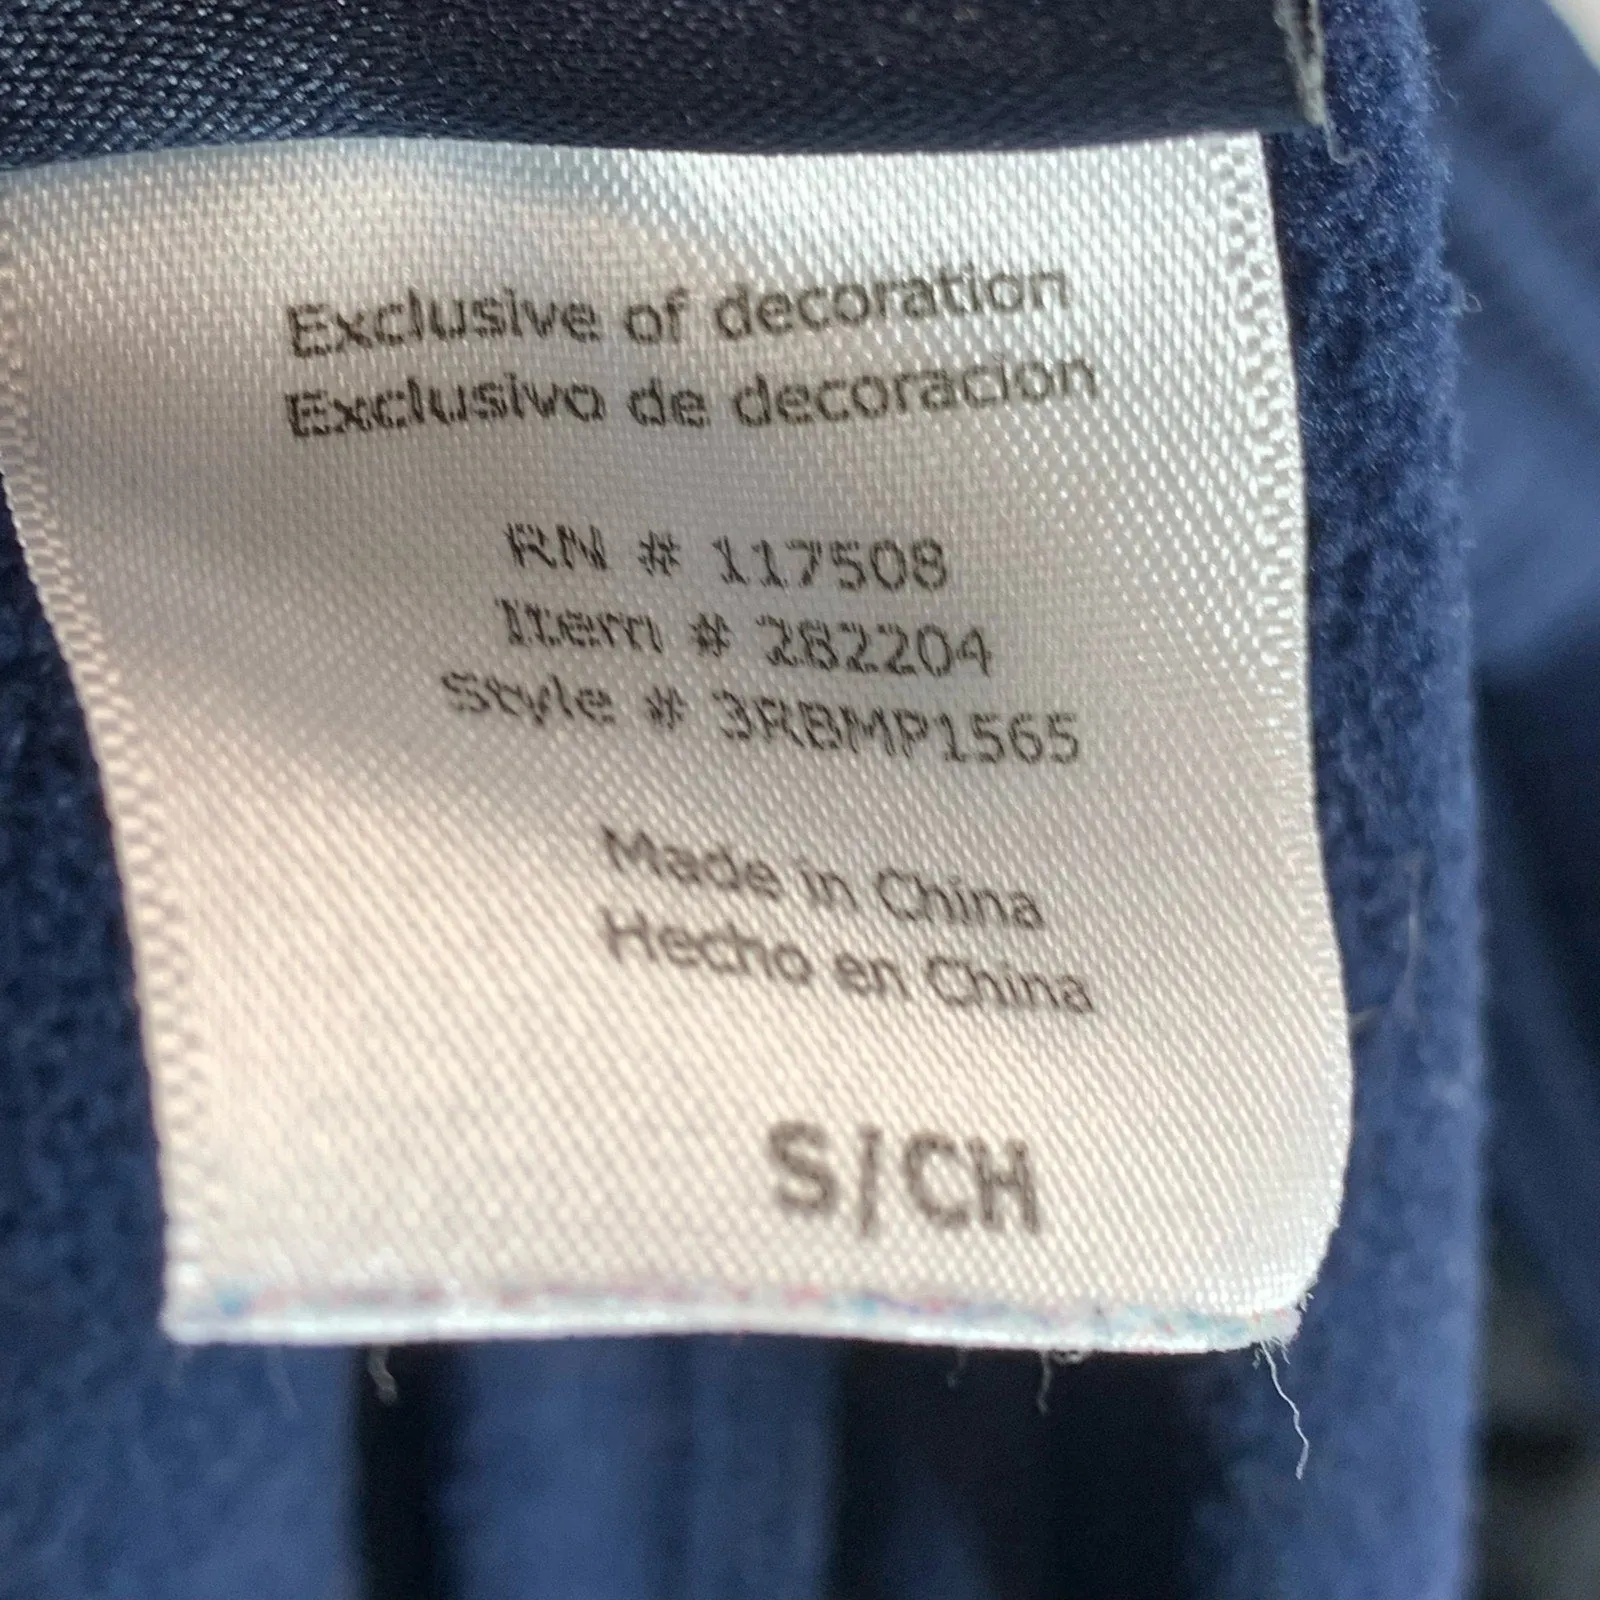 Exclusive of decoration
Exclusivo de decoracion
RN # 117508
Item # 282204
Style # 3RBMP1565
Made in China
Hecho en China
S/CH